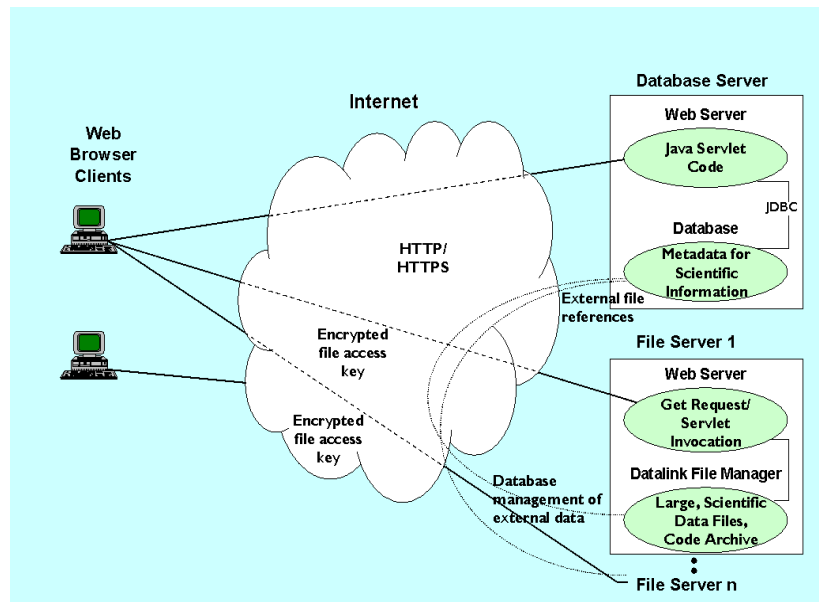 Internet
Web
Browser
Clients
HTTP/
HTTPS
Encrypted
file access
key
Encrypted
file access
key
Database Server
Web Server
Java Servlet
Code
JDBC
Database
Metadata for
Scientific
Information
External file
references
File Server 1
Web Server
Get Request/
Servlet
Invocation
Datalink File Manager
Large, Scientific
Data Files,
Code Archive
Database
management of
external data
File Server n